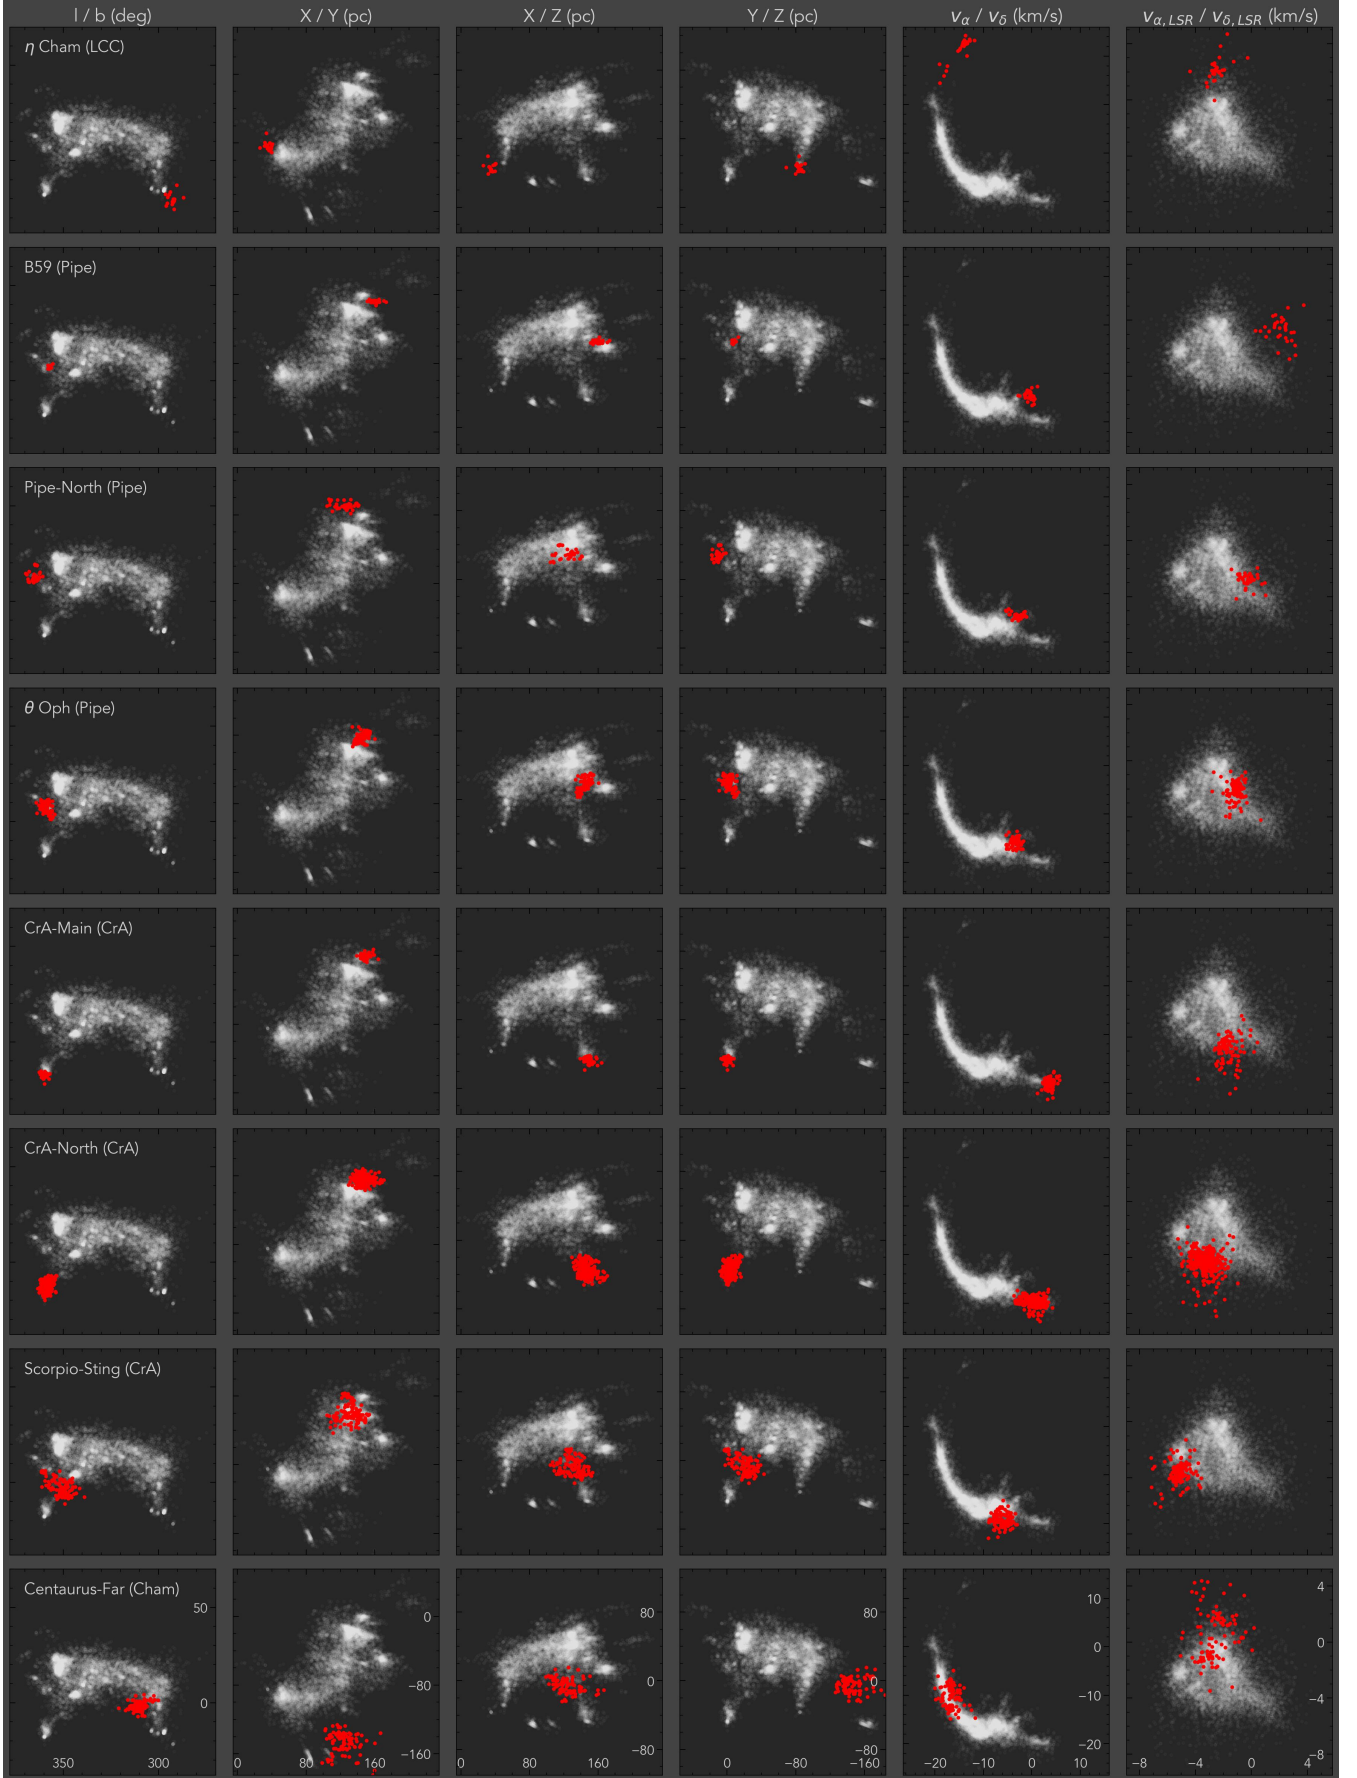 l / b (deg) X / Y (pc) X / Z (pc) Y / Z (pc) vα / vδ (km/s) vα,LSR / vδ,LSR (km/s)
η Cham (LCC)
B59 (Pipe)
Pipe-North (Pipe)
θ Oph (Pipe)
CrA-Main (CrA)
CrA-North (CrA)
Scorpio-Sting (CrA)
Centaurus-Far (Cham)
50 0 80 80 10 4
0 −80 0 0 0 0
−10 −4
−160 −80 −80 −20 −8
350 300 0 80 160 0 80 160 0 −80 −160 −20 −10 0 10 −8 −4 0 4